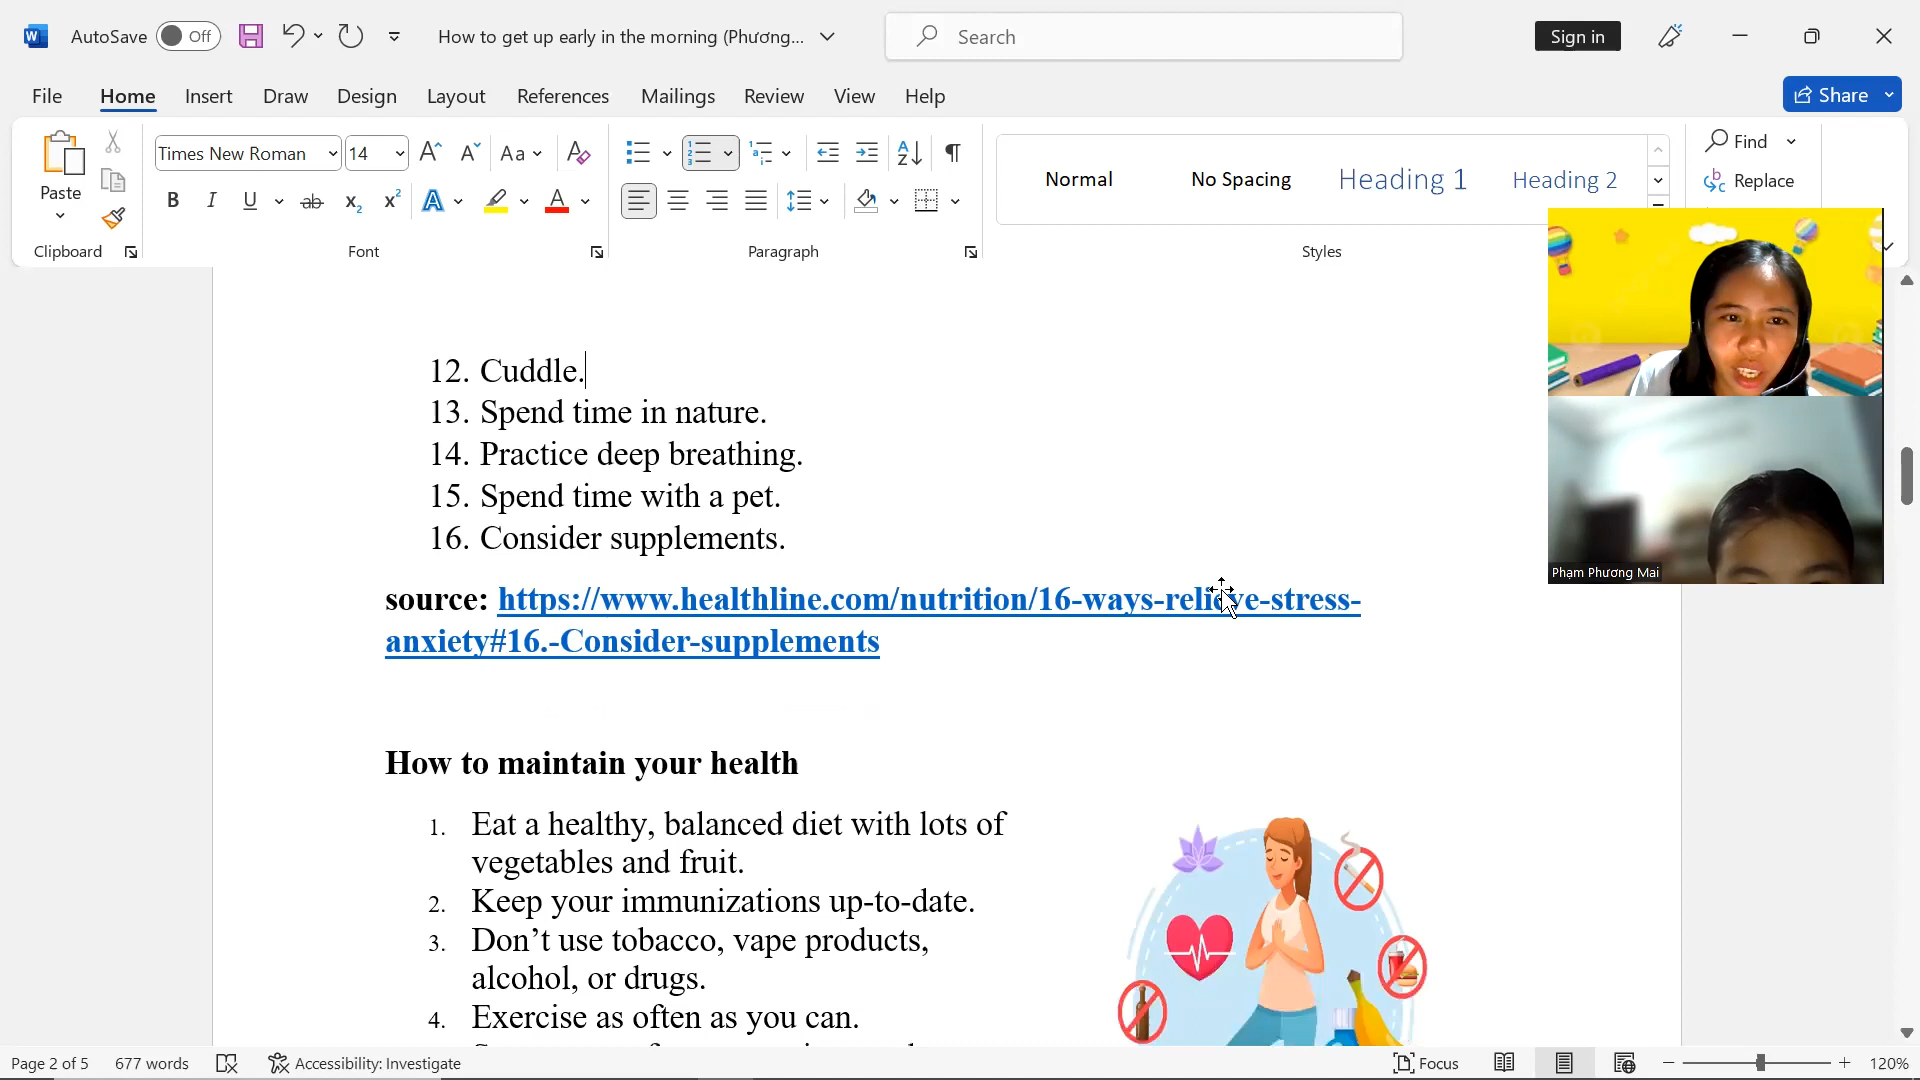 AutoSave Off How to get up early in the morning (Phương... Search Sign in
File Home Insert Draw Design Layout References Mailings Review View Help Share
Paste Times New Roman 14 Aa Normal No Spacing Heading 1 Heading 2 Find Replace
Clipboard Font Paragraph Styles
12. Cuddle.
13. Spend time in nature.
14. Practice deep breathing.
15. Spend time with a pet.
16. Consider supplements.
Phạm Phương Mai
source: https://www.healthline.com/nutrition/16-ways-relieve-stress-
anxiety#16.-Consider-supplements
How to maintain your health
1. Eat a healthy, balanced diet with lots of
vegetables and fruit.
2. Keep your immunizations up-to-date.
3. Don’t use tobacco, vape products,
alcohol, or drugs.
4. Exercise as often as you can.
Page 2 of 5 677 words Accessibility: Investigate Focus 120%